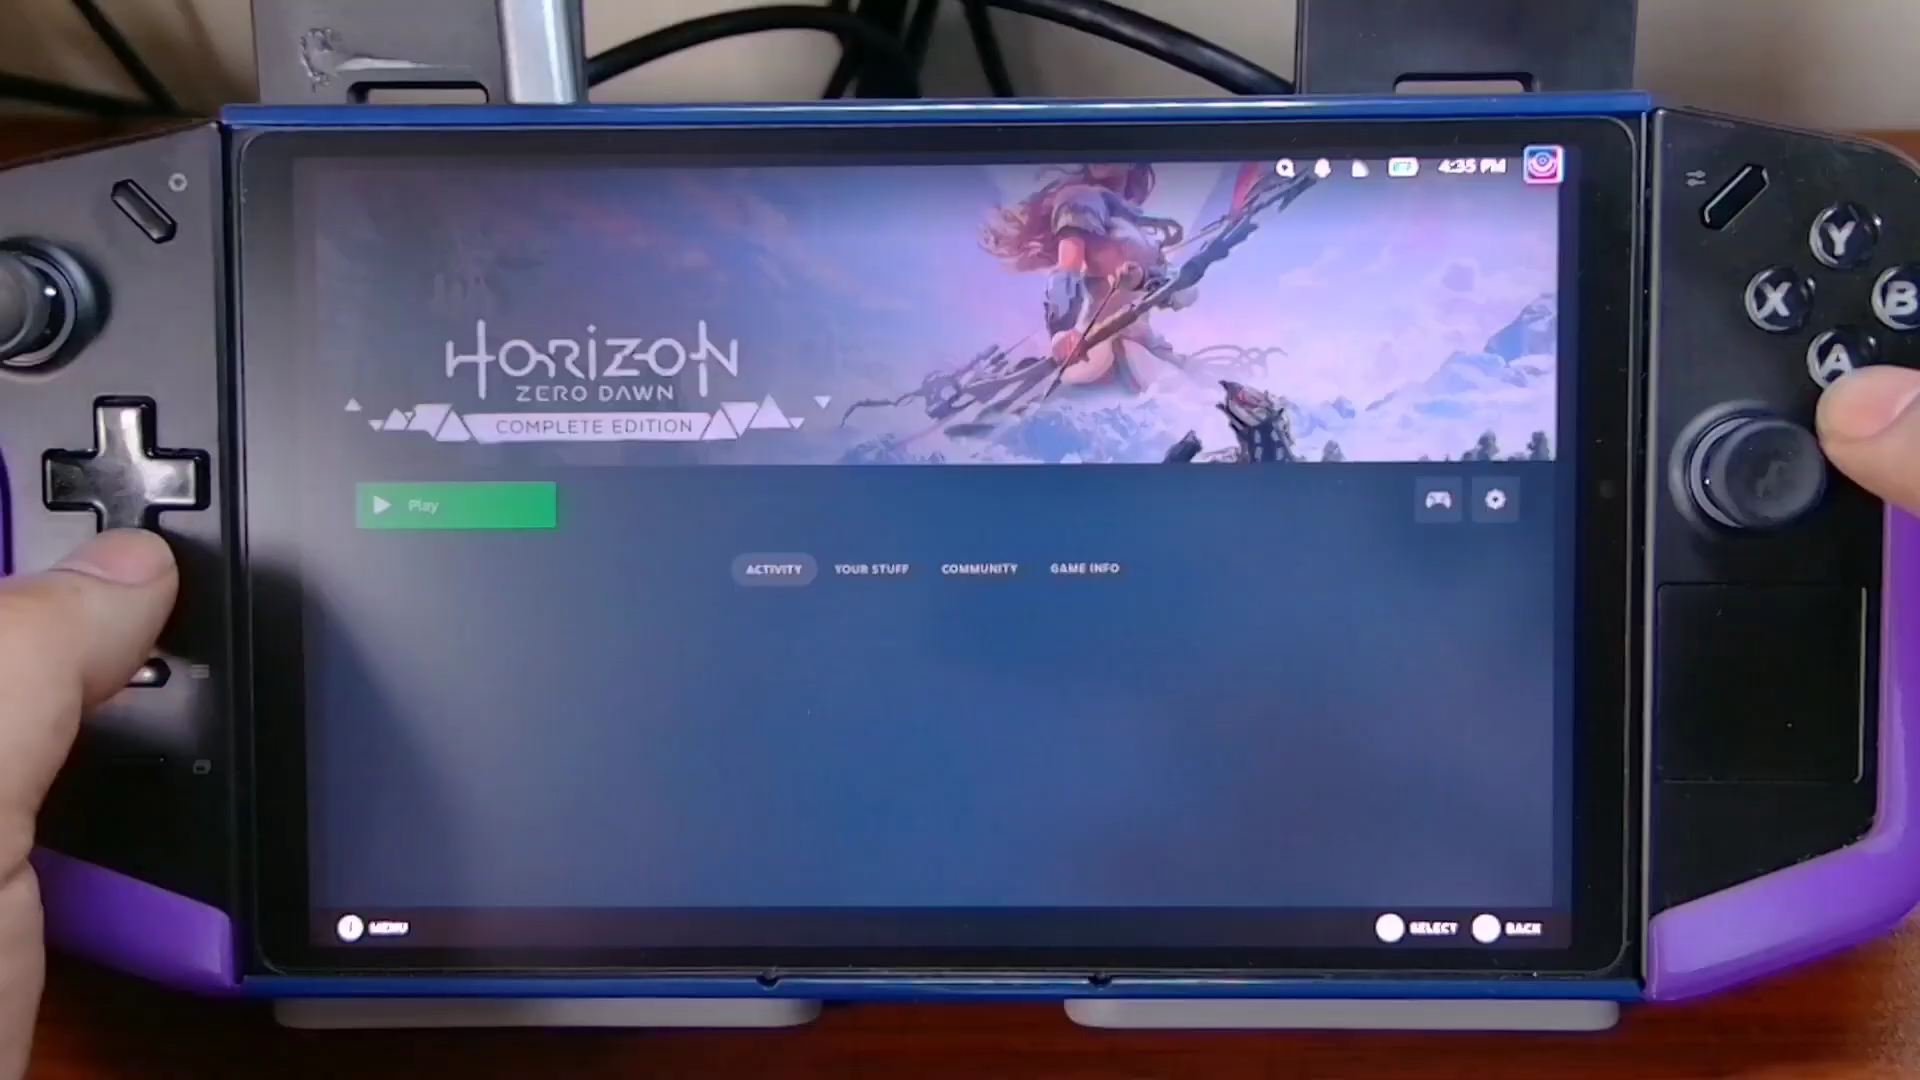 4:35 PM
Y
X
B
A
HORIZON
ZERO DAWN
COMPLETE EDITION
Play
ACTIVITY YOUR STUFF COMMUNITY GAME INFO
MENU
SELECT BACK